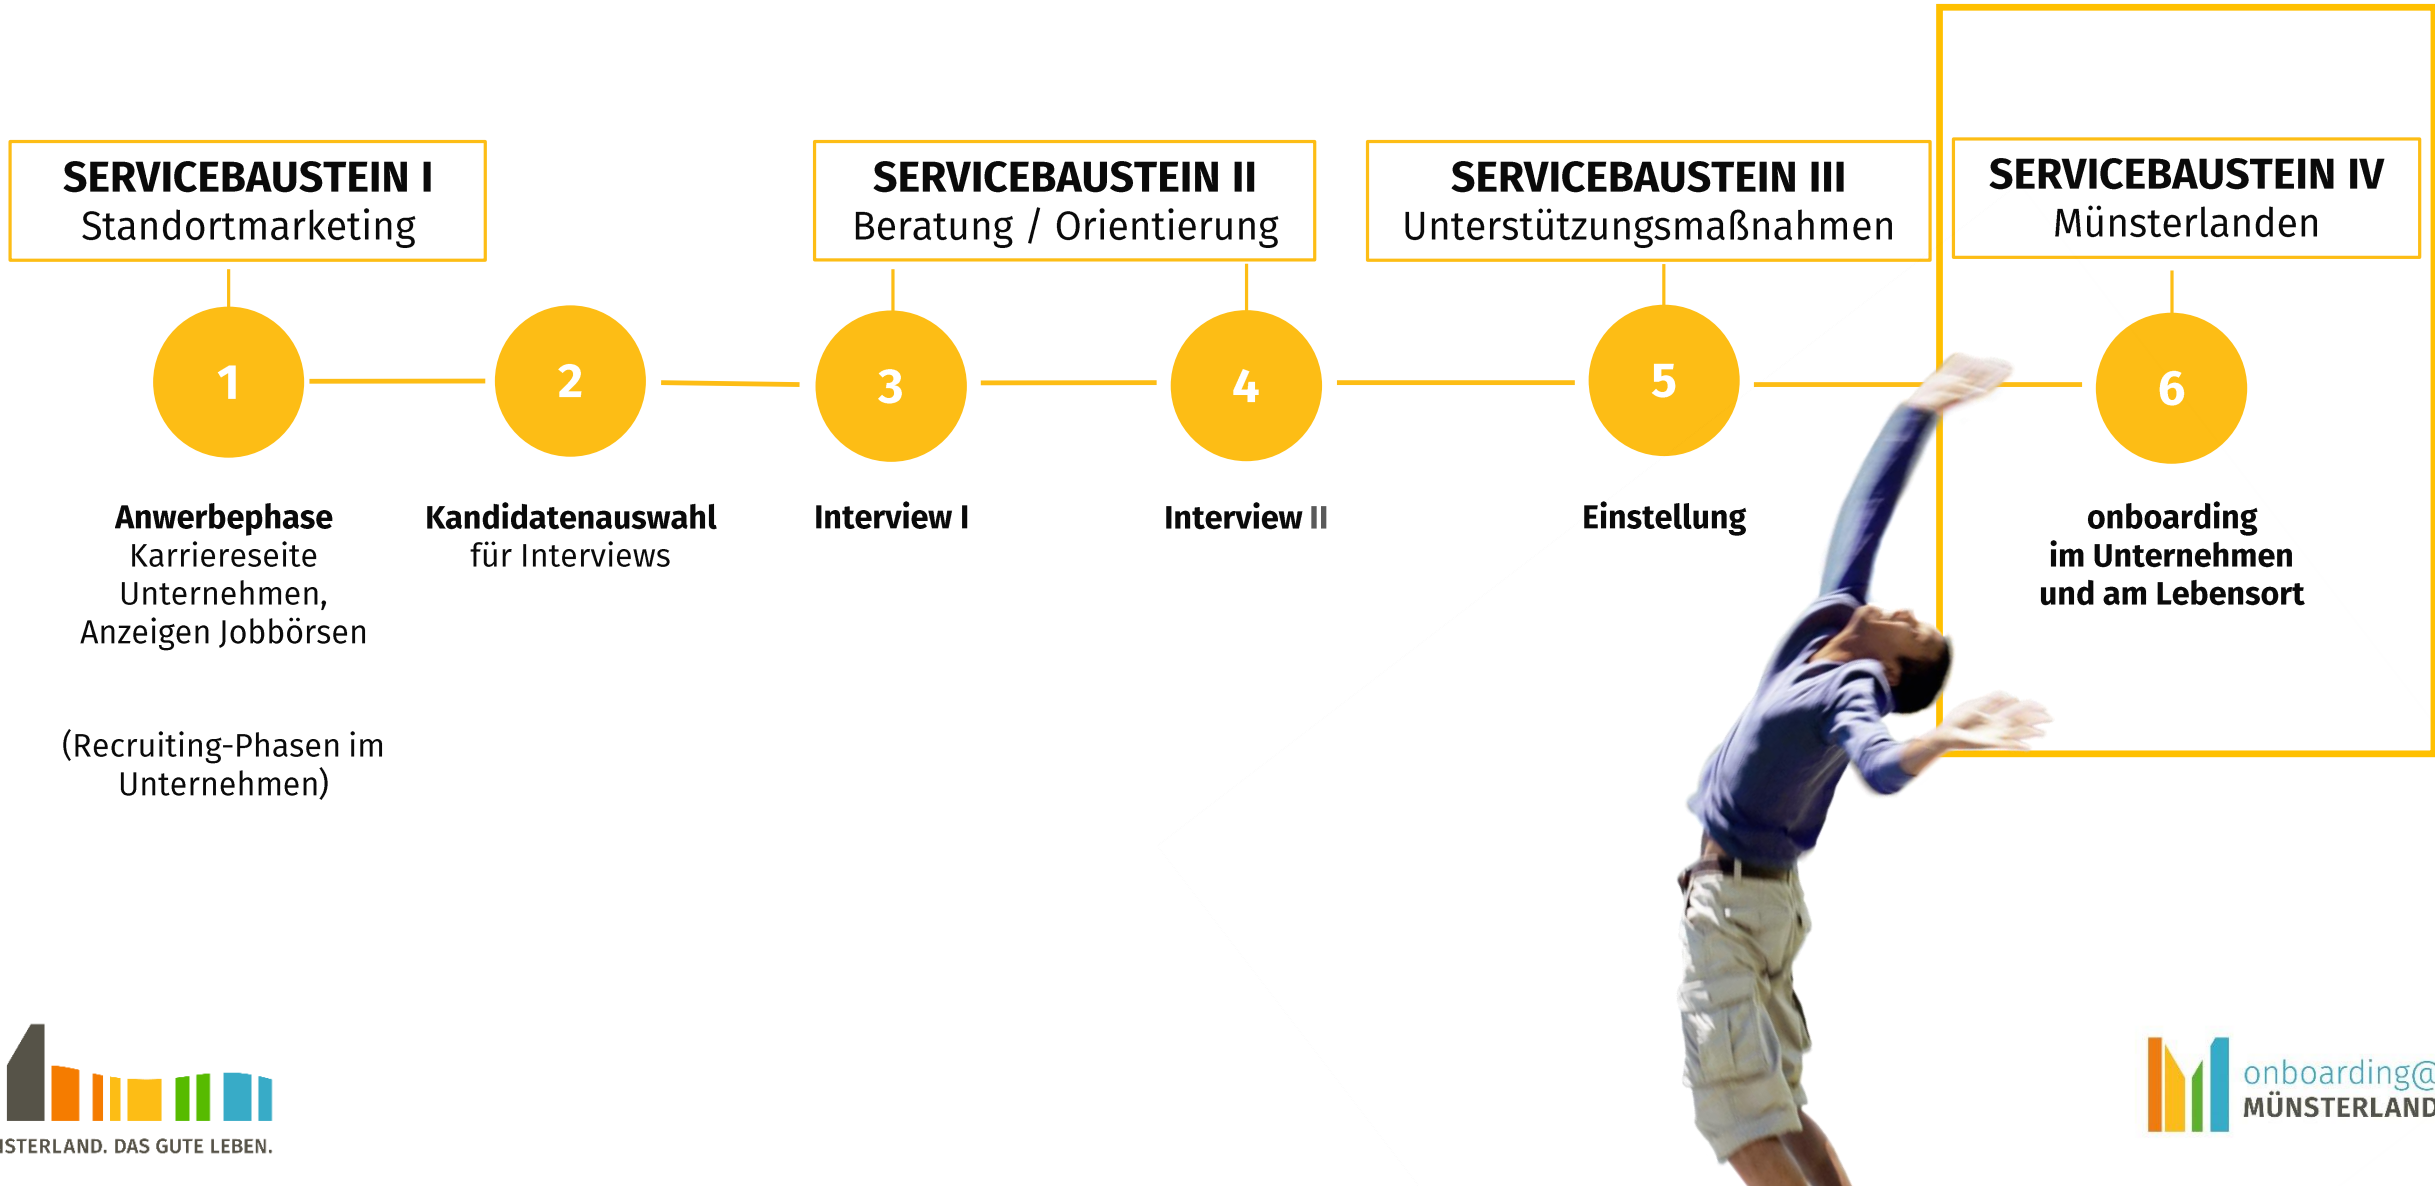 SERVICEBAUSTEIN I
Standortmarketing
SERVICEBAUSTEIN II
Beratung / Orientierung
SERVICEBAUSTEIN III
Unterstützungsmaßnahmen
SERVICEBAUSTEIN IV
Münsterlanden
1
2
3
4
5
6
Anwerbephase
Karriereseite
Unternehmen,
Anzeigen Jobbörsen
Kandidatenauswahl
für Interviews
Interview I
Interview II
Einstellung
onboarding
im Unternehmen
und am Lebensort
(Recruiting-Phasen im
Unternehmen)
NSTERLAND. DAS GUTE LEBEN.
onboarding@
MÜNSTERLAND